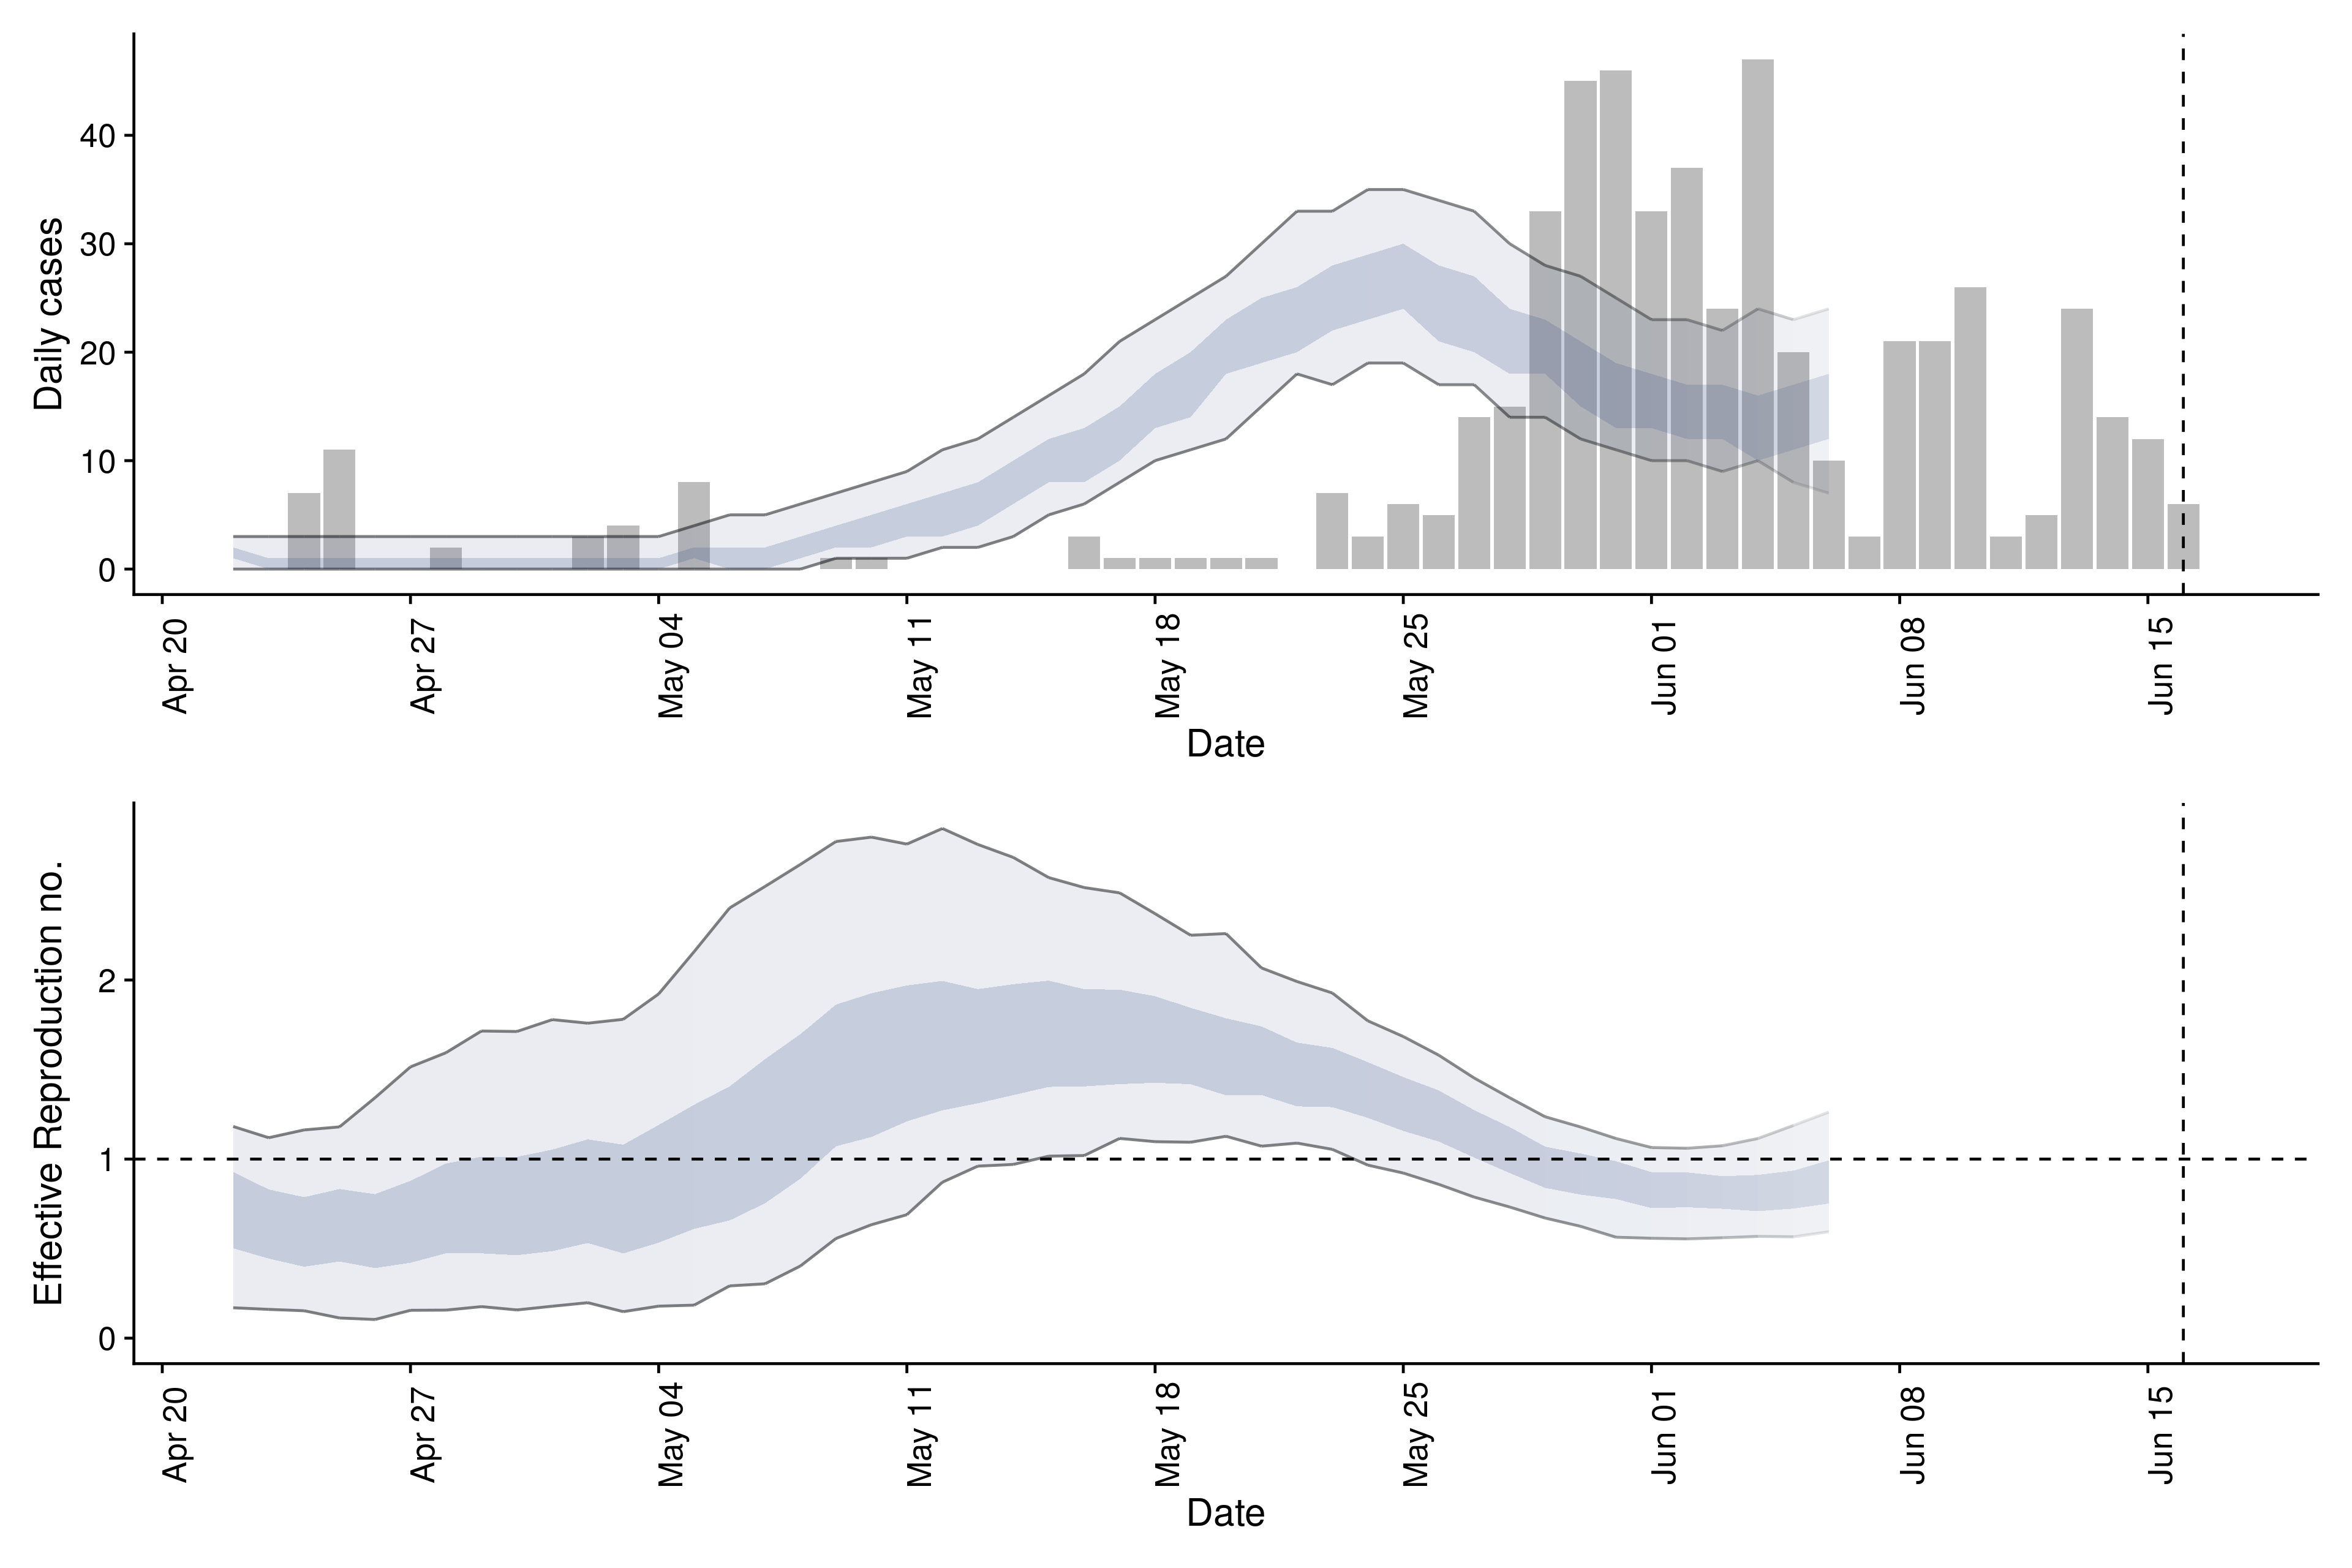 Daily cases
40
30
20
10
0
Apr 20
Apr 27
May 04
May 11
May 18
May 25
Jun 01
Jun 08
Jun 15
Date
Effective Reproduction no.
2
1
0
Apr 20
Apr 27
May 04
May 11
May 18
May 25
Jun 01
Jun 08
Jun 15
Date